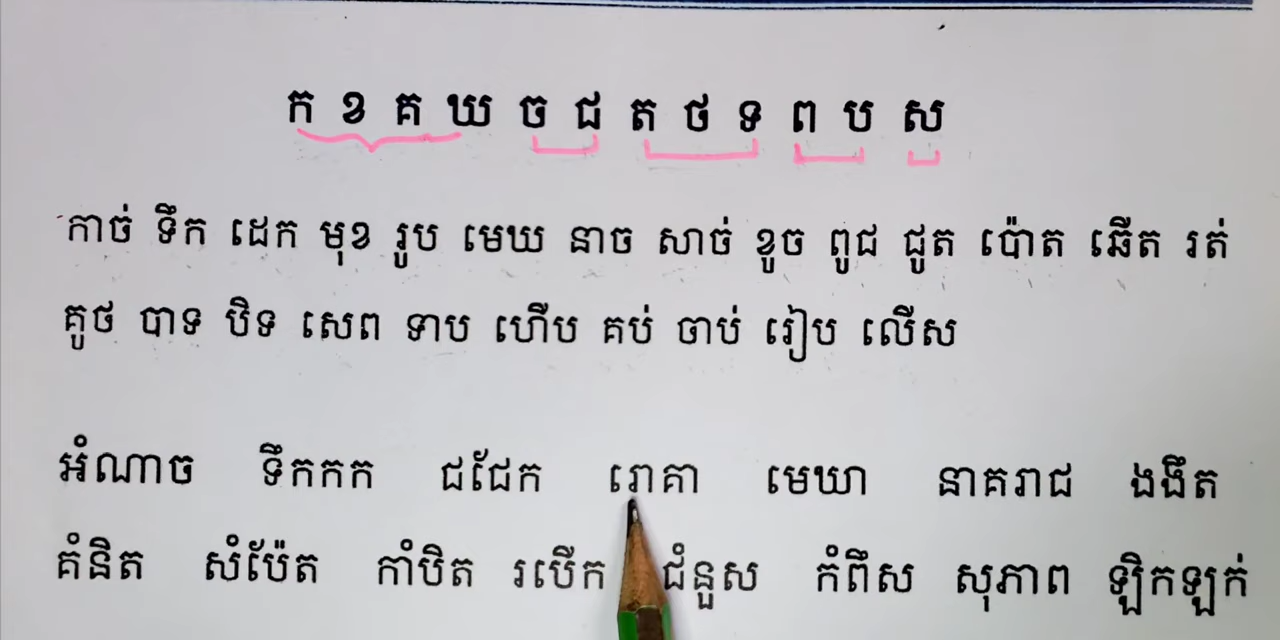 ក ខ គ ឃ ច ជ ត ថ ទ ព ប ស
កាច់ ទឹក ដេក មុខ រូប មេឃ នាច សាច់ ខូច ពូជ ជូត ប៉ោត ឆើត រត់
គូថ បាទ បិទ សេព ទាប ហើប គប់ ចាប់ រៀប លើស
អំណាច ទឹកកក ជជែក រោគា មេឃា នាគរាជ ងងឹត
គំនិត សំប៉ែត កាំបិត របើក ជំនួស កំពឹស សុភាព ឡិកឡក់